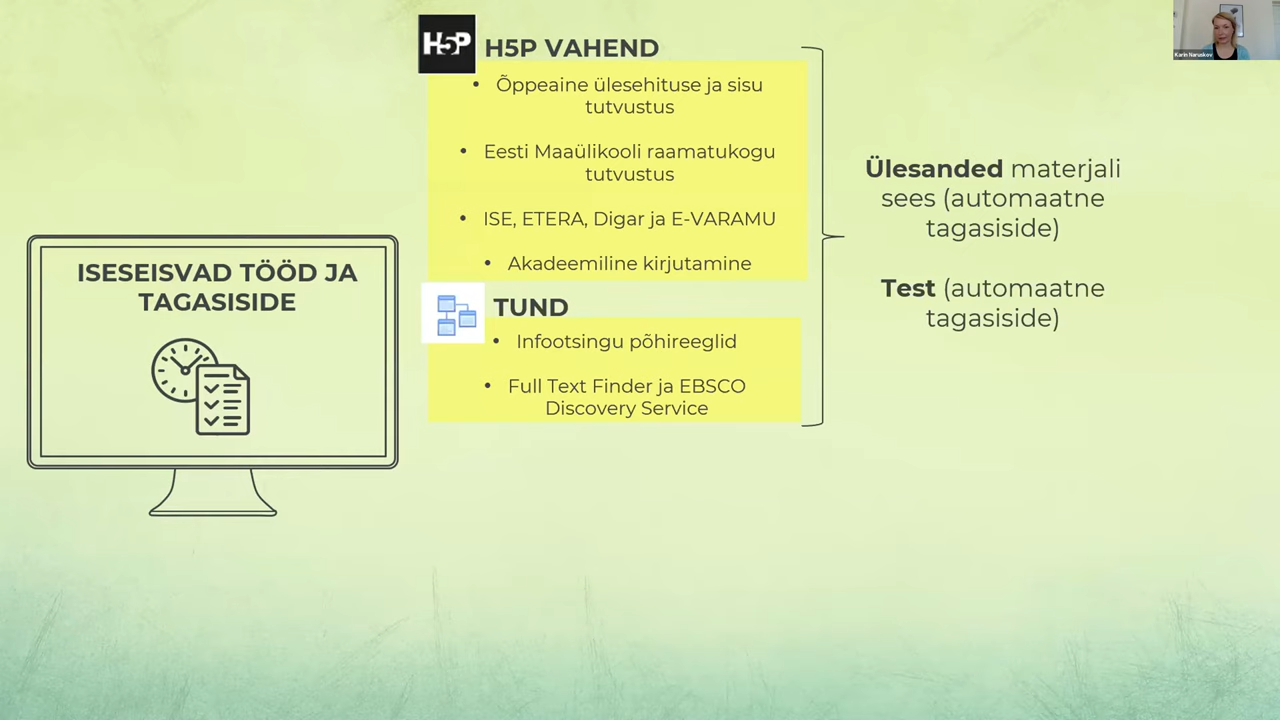 H5P
H5P VAHEND
• Õppeaine ülesehituse ja sisu
tutvustus
• Eesti Maaülikooli raamatukogu
tutvustus
• ISE, ETERA, Digar ja E-VARAMU
• Akadeemiline kirjutamine
TUND
• Infootsingu põhireeglid
• Full Text Finder ja EBSCO
Discovery Service
ISESEISVAD TÖÖD JA
TAGASISIDE
Ülesanded materjali
sees (automaatne
tagasiside)
Test (automaatne
tagasiside)
Karin Naruskov